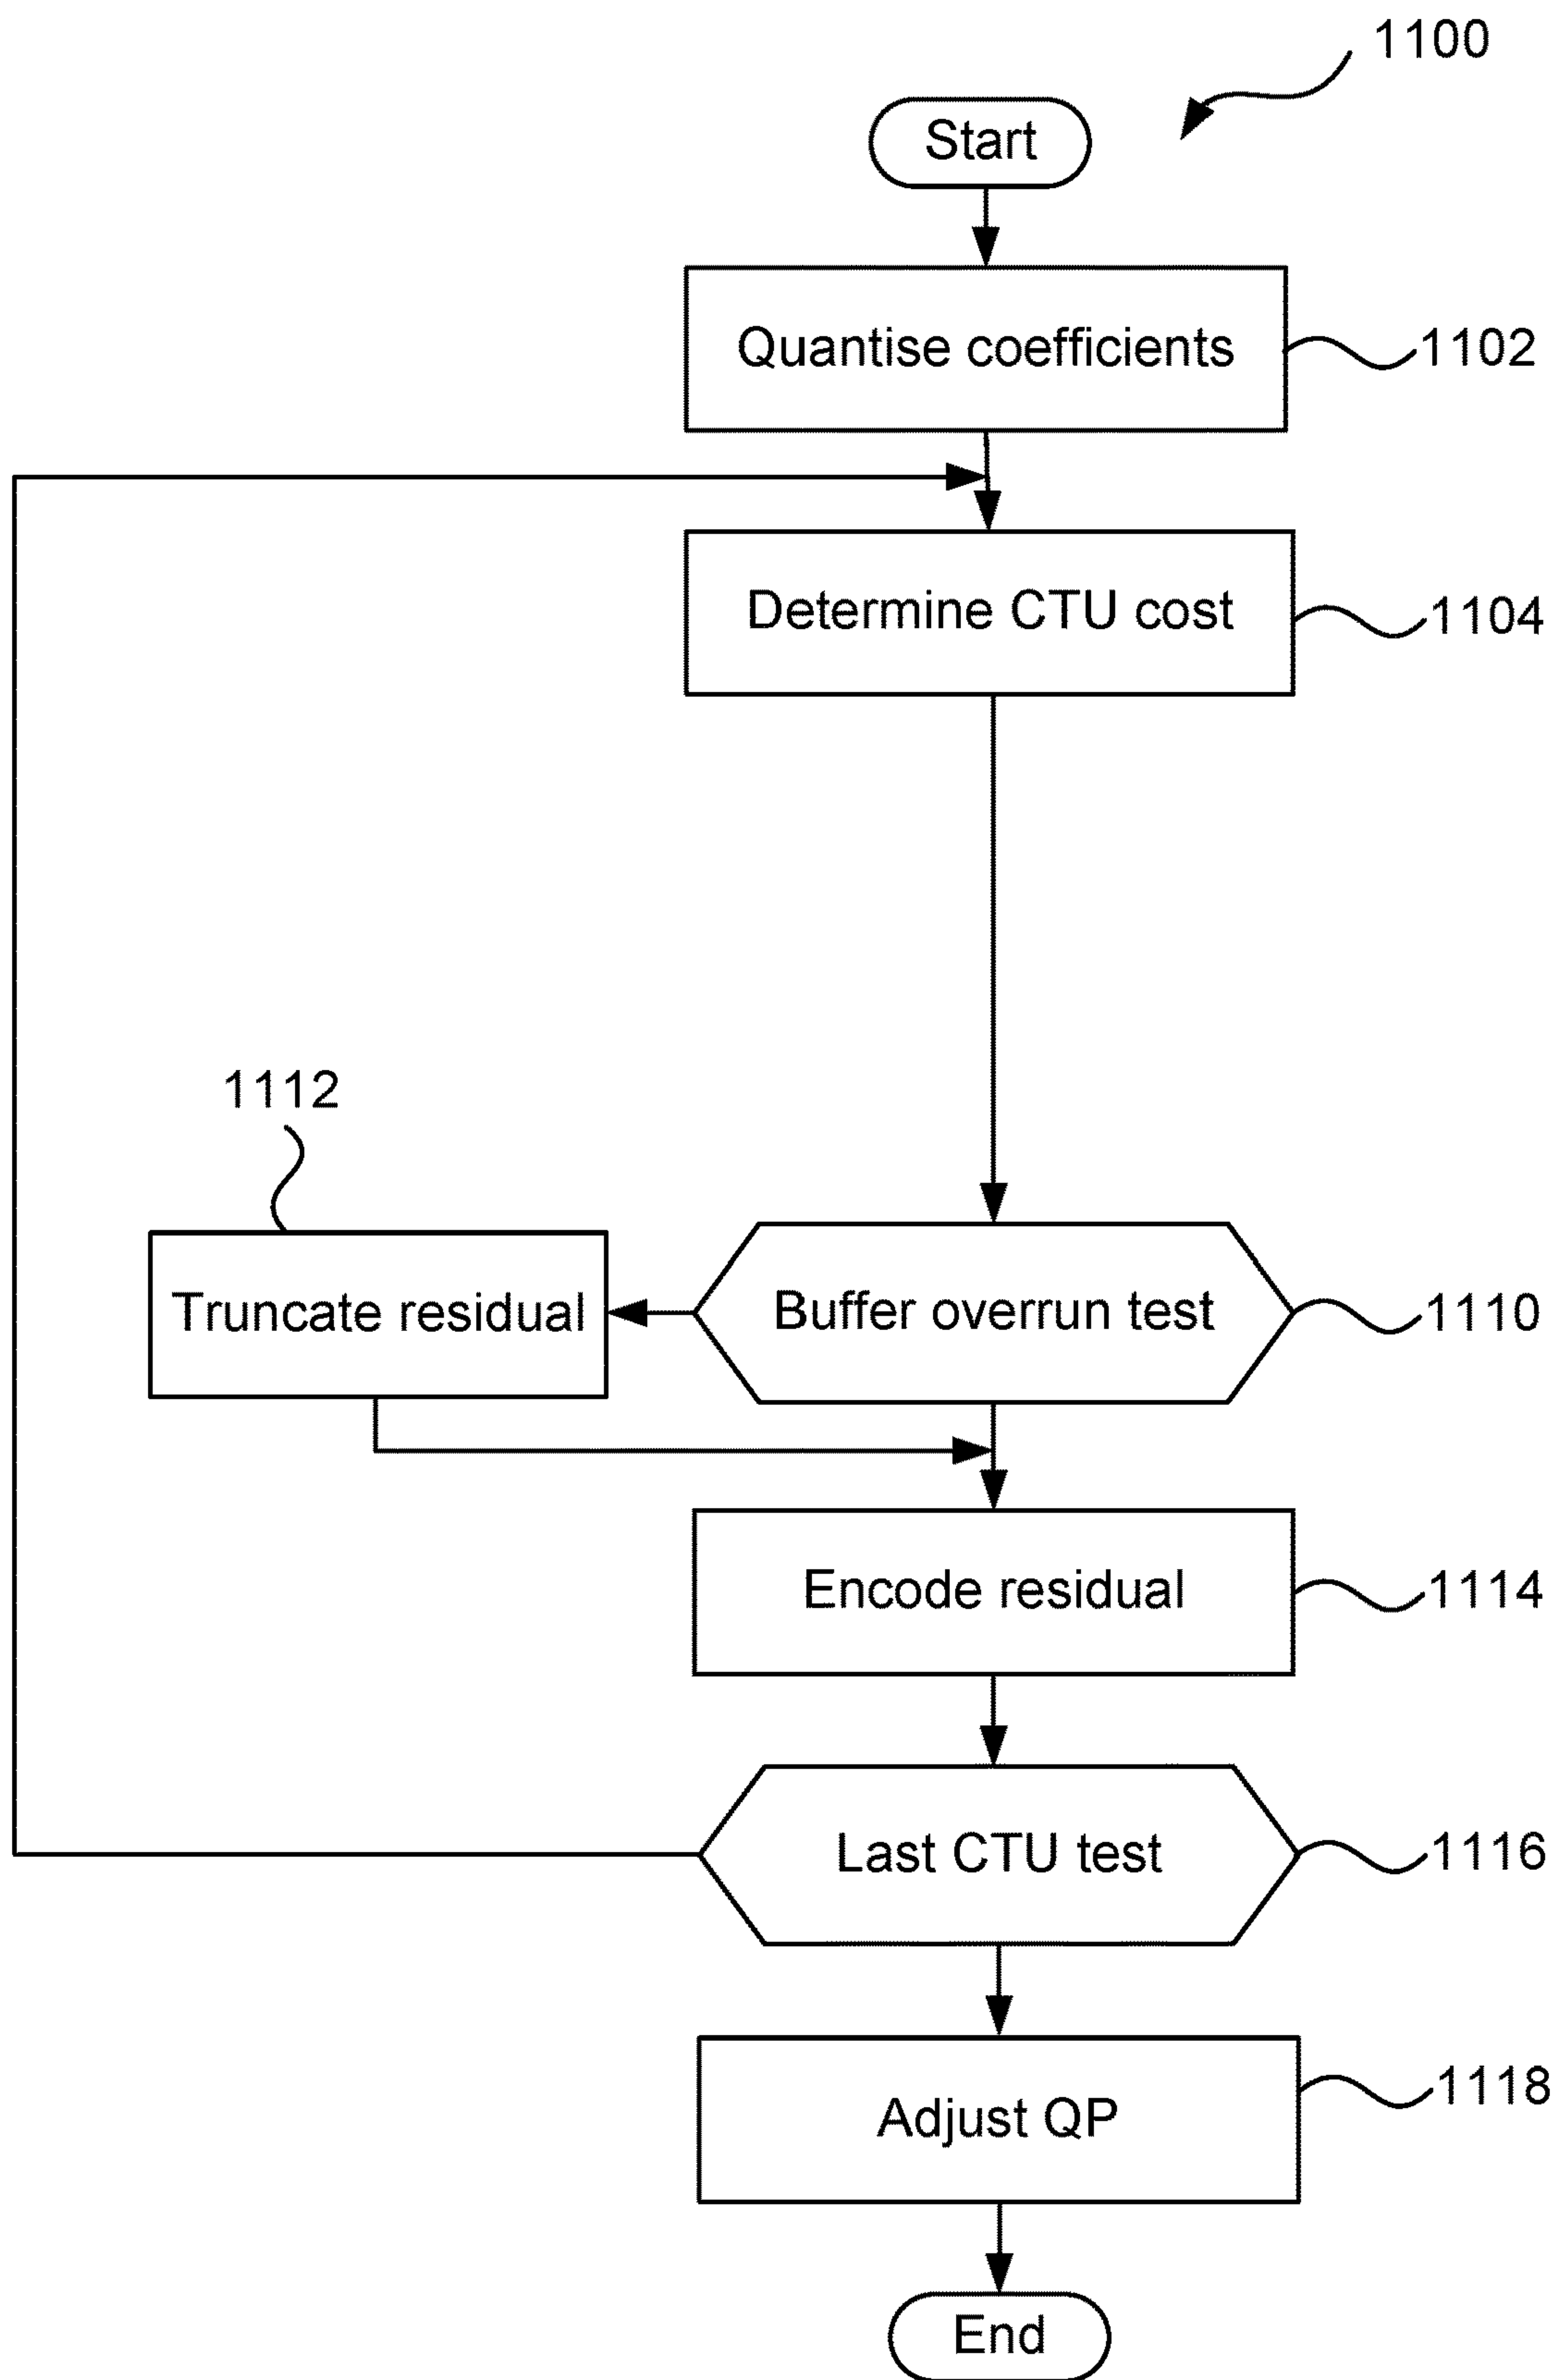 1100
Start
Quantise coefficients
1102
Determine CTU cost
1104
1112
Truncate residual
Buffer overrun test
1110
Encode residual
1114
Last CTU test
1116
Adjust QP
1118
End